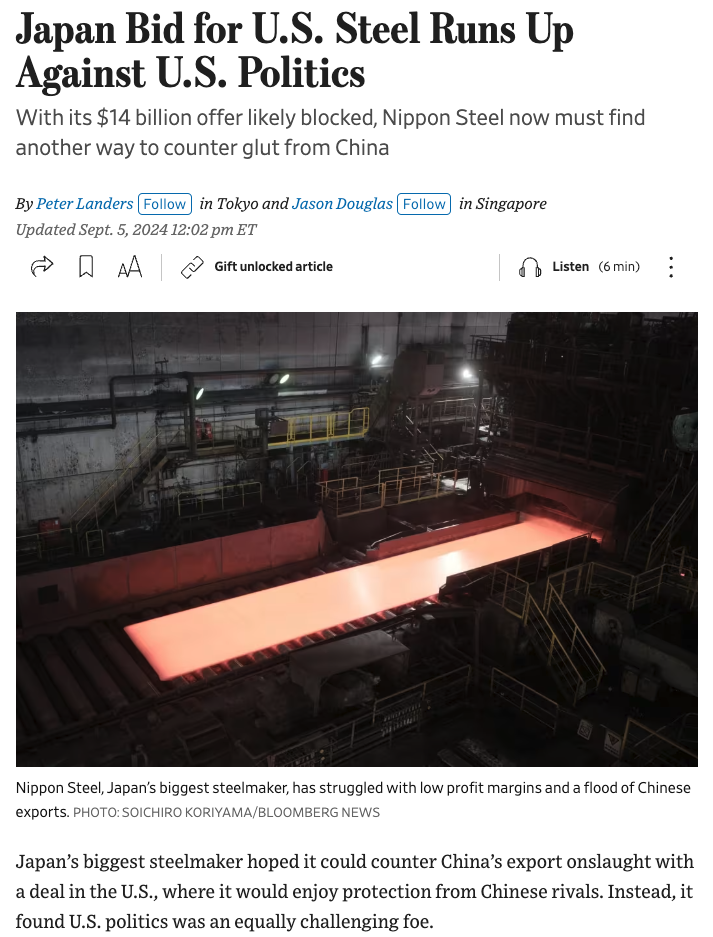 Japan Bid for U.S. Steel Runs Up
Against U.S. Politics
With its $14 billion offer likely blocked, Nippon Steel now must find
another way to counter glut from China
By Peter Landers Follow in Tokyo and Jason Douglas Follow in Singapore
Updated Sept. 5, 2024 12:02 pm ET
AA Gift unlocked article Listen (6 min)
Nippon Steel, Japan’s biggest steelmaker, has struggled with low profit margins and a flood of Chinese
exports. PHOTO: SOICHIRO KORIYAMA/BLOOMBERG NEWS
Japan’s biggest steelmaker hoped it could counter China’s export onslaught with
a deal in the U.S., where it would enjoy protection from Chinese rivals. Instead, it
found U.S. politics was an equally challenging foe.